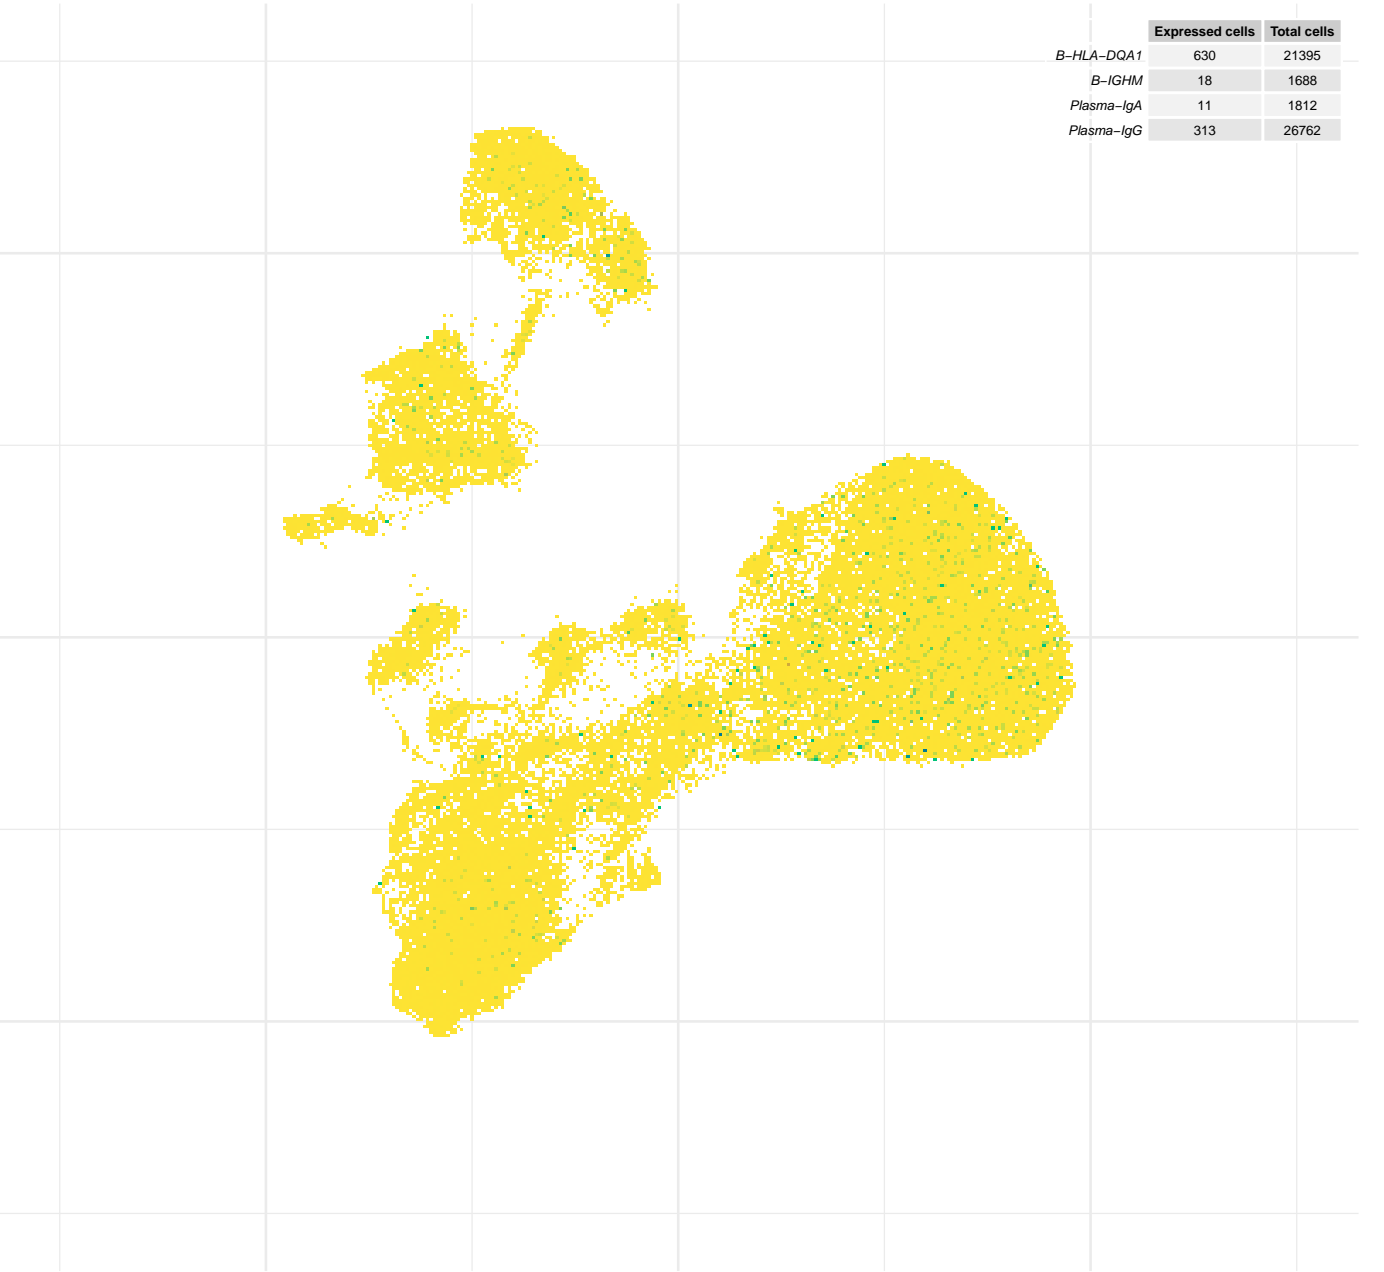 Expressed cells Total cells
B−HLA−DQA1 630 21395
B−IGHM 18 1688
Plasma−IgA 11 1812
Plasma−IgG 313 26762